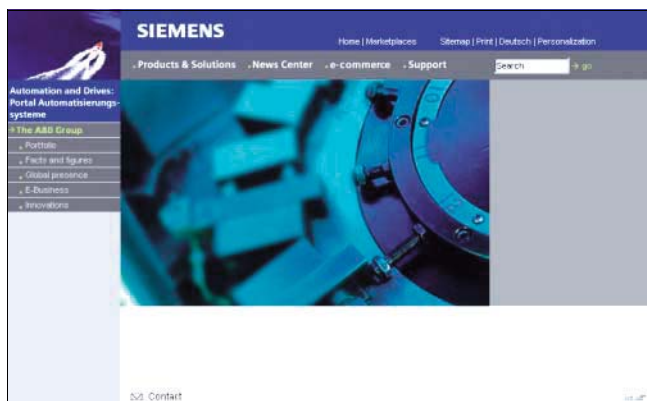 SIEMENS
Home | Marketplaces Sitemap | Print | Deutsch | Personalization
Products & Solutions News Center e-commerce Support Search → go
Automation and Drives:
Portal Automatisierungs-
systeme
The A&D Group
Portfolio
Facts and figures
Global presence
E-Business
Innovations
Contact